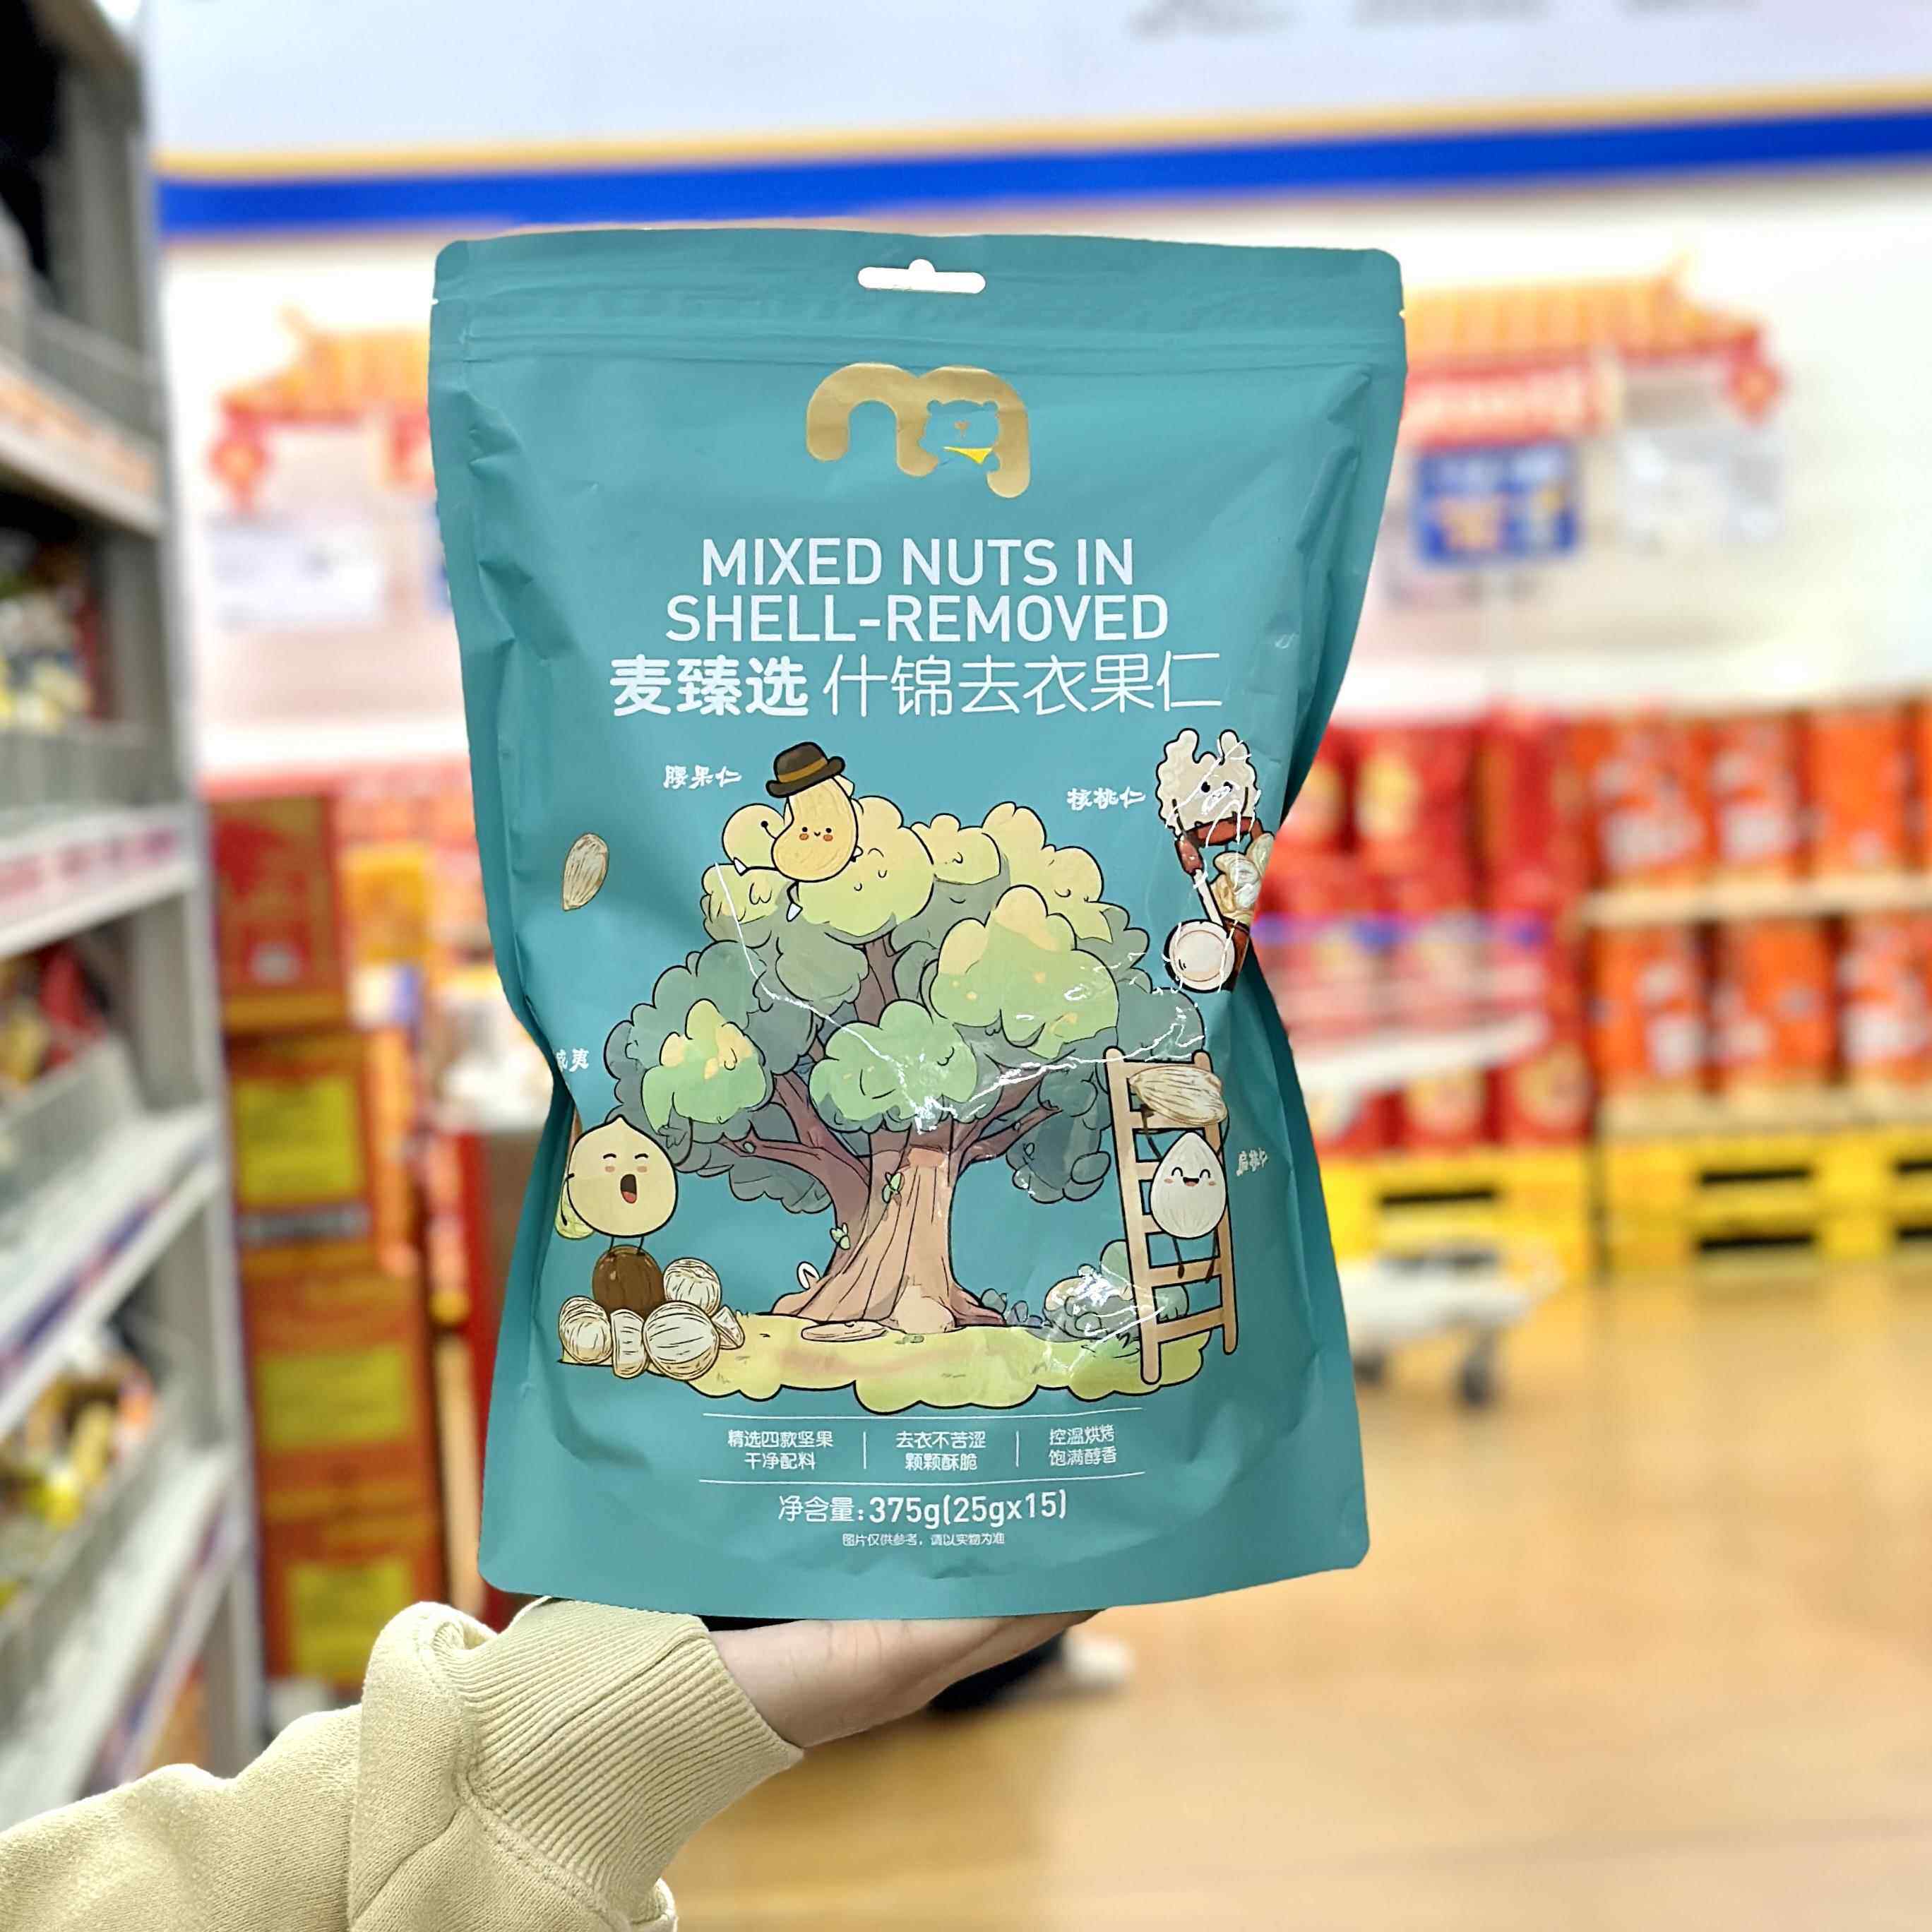 MIXED NUTS IN
SHELL-REMOVED
麦臻选 什锦去衣果仁
腰果仁
核桃仁
夏
扁桃仁
精选四款坚果
干净配料
去衣不苦涩
颗颗酥脆
控温烘烤
饱满醇香
净含量:375g(25gx15)
图片仅供参考，请以实物为准